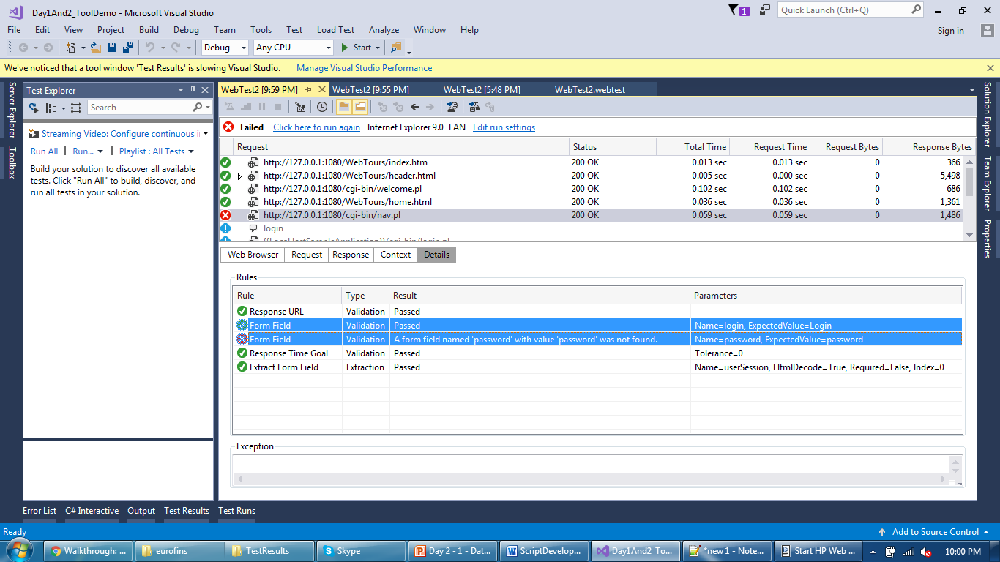 Day1And2_ToolDemo - Microsoft Visual Studio
1
Quick Launch (Ctrl+Q)
File Edit View Project Build Debug Team Tools Test Load Test Analyze Window Help
Sign in
Debug Any CPU Start
We've noticed that a tool window 'Test Results' is slowing Visual Studio. Manage Visual Studio Performance
Server Explorer
Toolbox
Test Explorer
Search
Streaming Video: Configure continuous i
Run All Run... Playlist : All Tests
Build your solution to discover all available
tests. Click "Run All" to build, discover, and
run all tests in your solution.
WebTest2 [9:59 PM] WebTest2 [9:55 PM] WebTest2 [5:48 PM] WebTest2.webtest
Failed Click here to run again Internet Explorer 9.0 LAN Edit run settings
Request Status Total Time Request Time Request Bytes Response Bytes
http://127.0.0.1:1080/WebTours/index.htm 200 OK 0.013 sec 0.013 sec 0 366
http://127.0.0.1:1080/WebTours/header.html 200 OK 0.005 sec 0.000 sec 0 5,498
http://127.0.0.1:1080/cgi-bin/welcome.pl 200 OK 0.102 sec 0.102 sec 0 686
http://127.0.0.1:1080/WebTours/home.html 200 OK 0.036 sec 0.036 sec 0 1,361
http://127.0.0.1:1080/cgi-bin/nav.pl 200 OK 0.059 sec 0.059 sec 0 1,486
login
{{LocaHostSampleApplication}}/cgi-bin/login.pl
Web Browser Request Response Context Details
Rules
Rule Type Result Parameters
Response URL Validation Passed
Form Field Validation Passed Name=login, ExpectedValue=Login
Form Field Validation A form field named 'password' with value 'password' was not found. Name=password, ExpectedValue=password
Response Time Goal Validation Passed Tolerance=0
Extract Form Field Extraction Passed Name=userSession, HtmlDecode=True, Required=False, Index=0
Exception
Solution Explorer
Team Explorer
Properties
Error List C# Interactive Output Test Results Test Runs
Ready
Add to Source Control
Walkthrough: ... eurofins TestResults Skype Day 2 - 1 - Dat... ScriptDevelop... Day1And2_To... *new 1 - Note... Start HP Web ... 10:00 PM